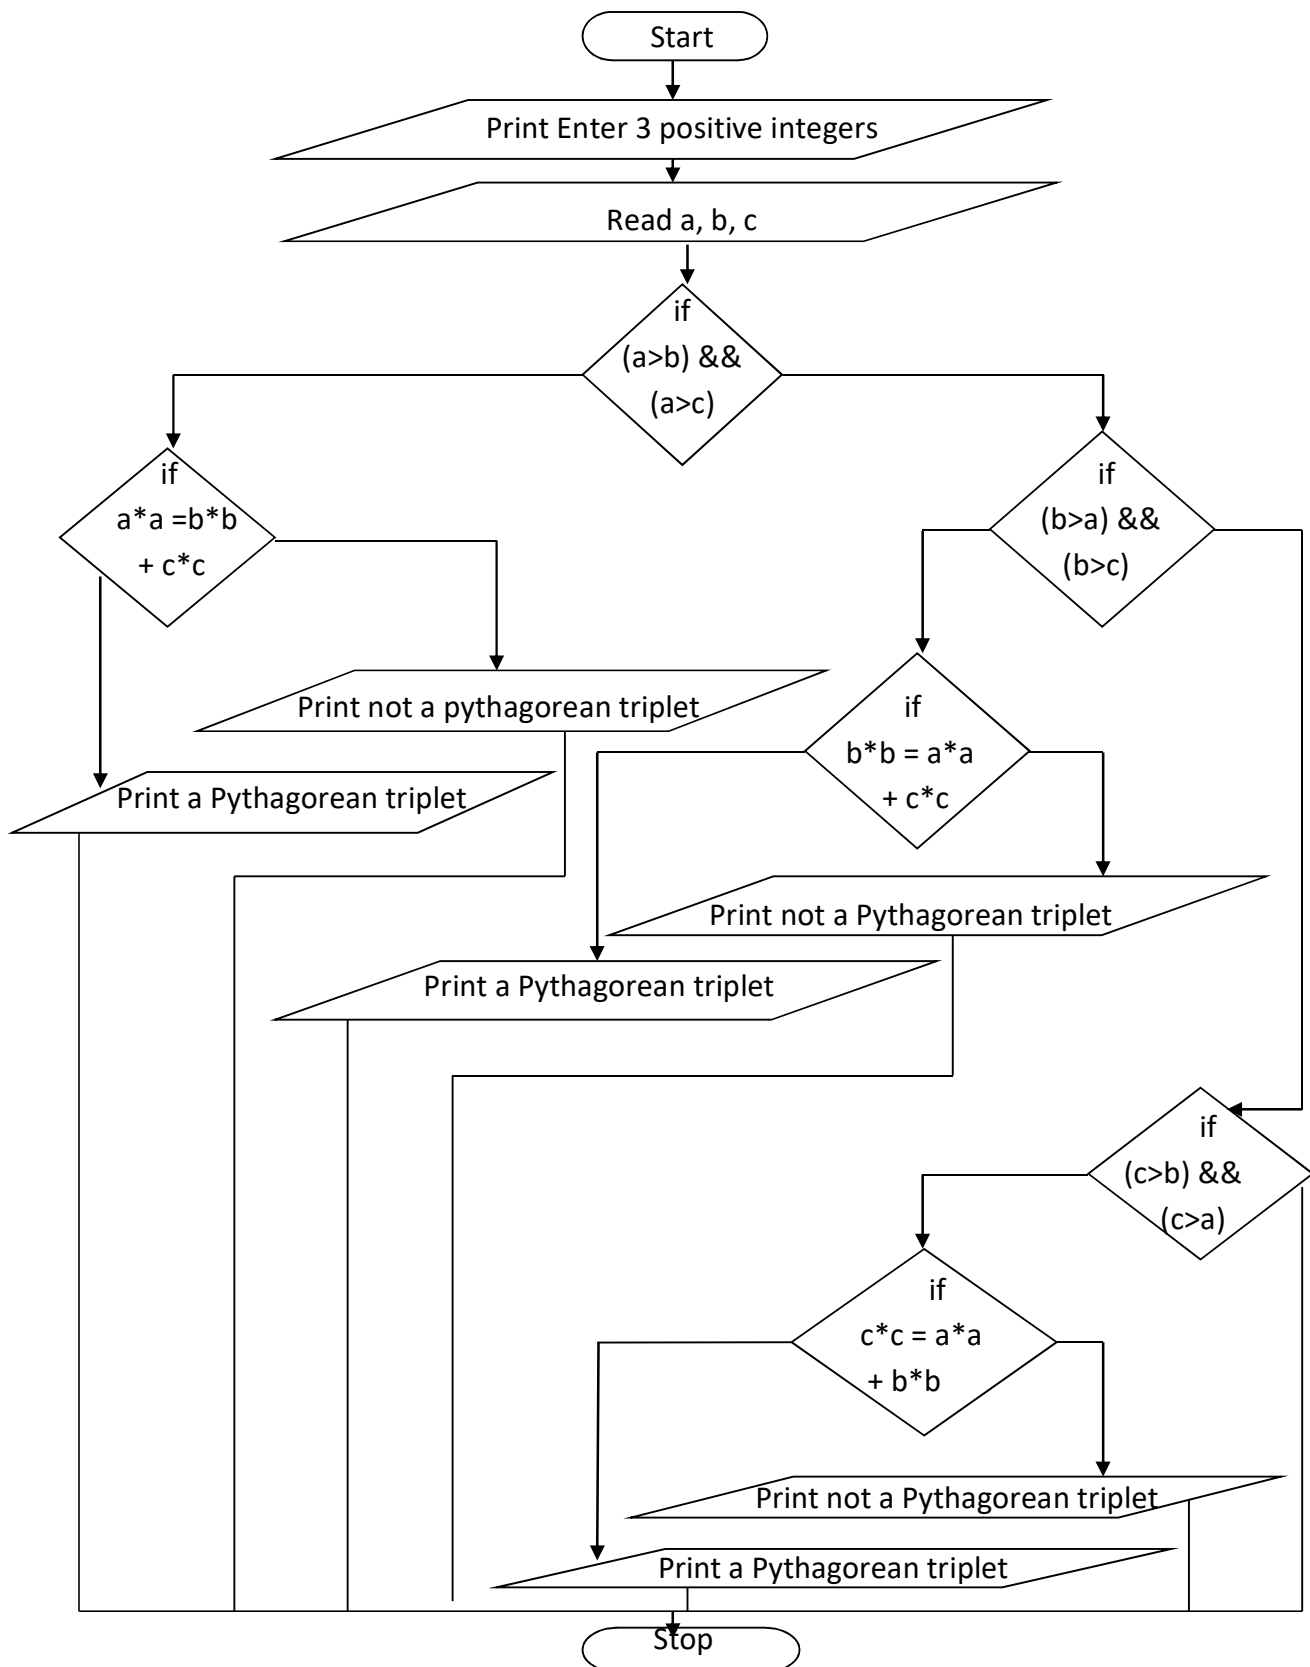 Start
Print Enter 3 positive integers
Read a, b, c
if
(a>b) &&
(a>c)
if
a*a =b*b
+ c*c
if
(b>a) &&
(b>c)
Print not a pythagorean triplet
if
b*b = a*a
+ c*c
Print a Pythagorean triplet
Print not a Pythagorean triplet
Print a Pythagorean triplet
if
(c>b) &&
(c>a)
if
c*c = a*a
+ b*b
Print not a Pythagorean triplet
Print a Pythagorean triplet
Stop